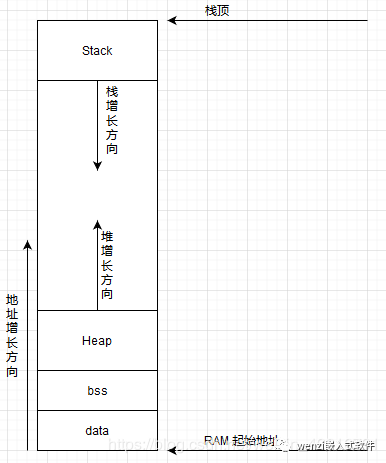 栈顶
Stack
栈增长方向
堆增长方向
地址增长方向
Heap
bss
data
RAM 起始地址
wenzi嵌入式软件